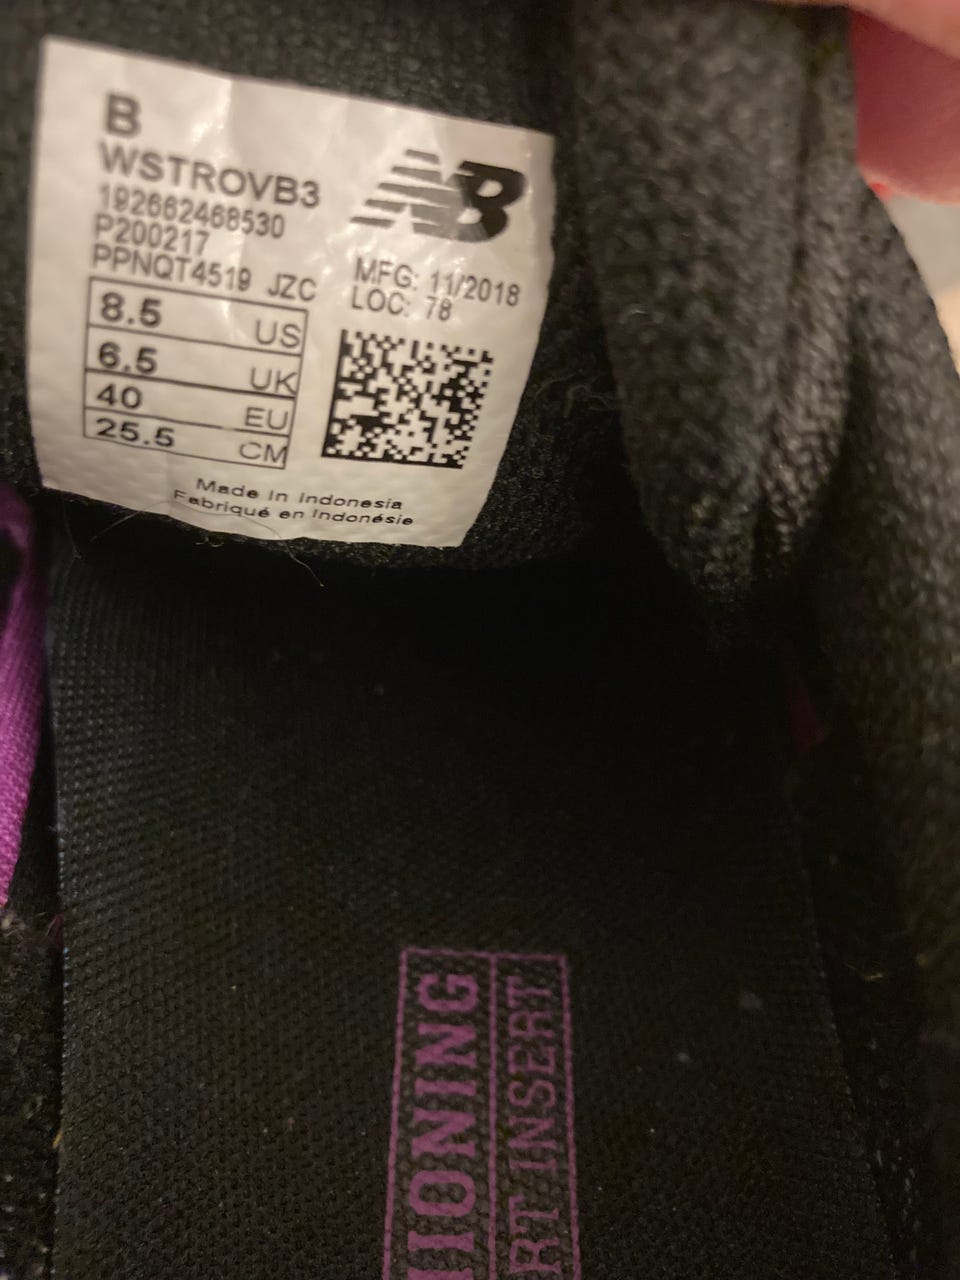 B
WSTROVB3
192662468530
P200217
PPNQT4519 JZC
NB
MFG: 11/2018
LOC: 78
8.5 US
6.5 UK
40 EU
25.5 CM
Made in Indonesia
Fabriqué en Indonésie
IONING
RT INSERT